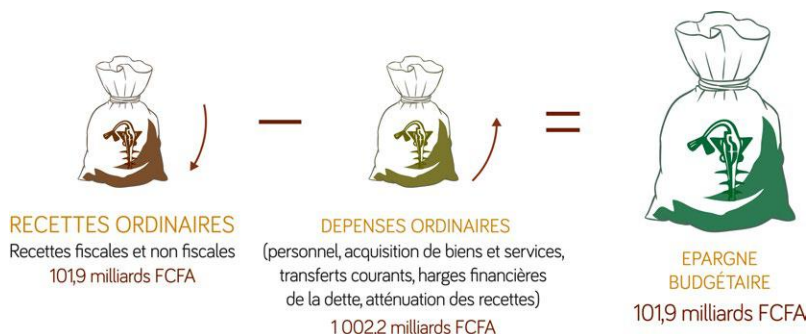 RECETTES ORDINAIRES
Recettes fiscales et non fiscales
101,9 milliards FCFA
—
DEPENSES ORDINAIRES
(personnel, acquisition de biens et services,
transferts courants, harges financières
de la dette, atténuation des recettes)
1 002,2 milliards FCFA
=
EPARGNE
BUDGÉTAIRE
101,9 milliards FCFA